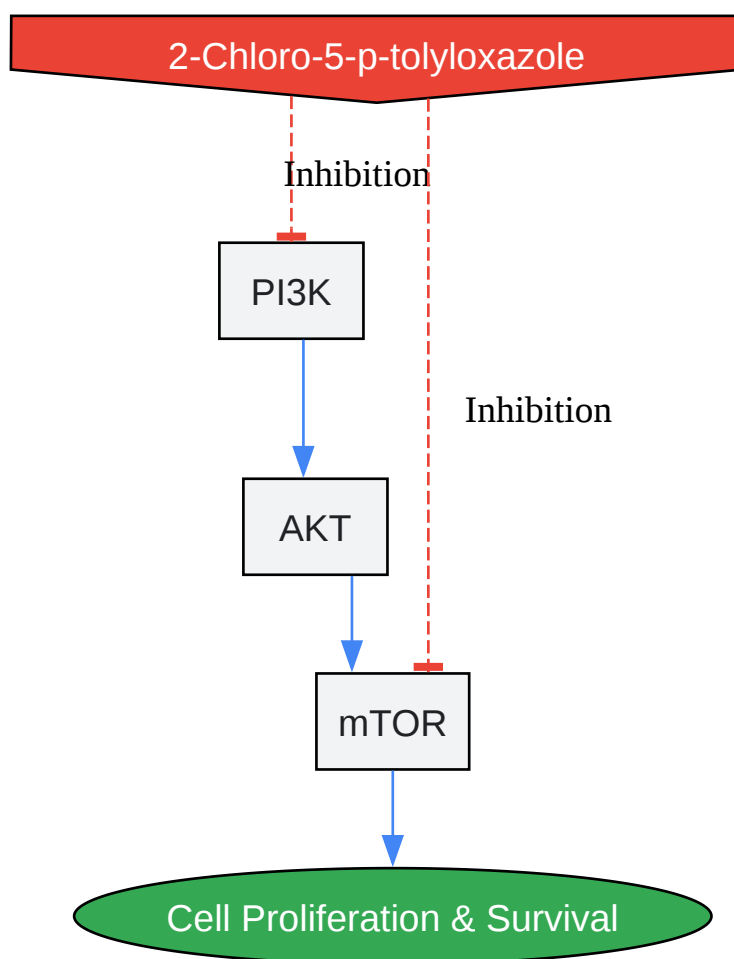 2-Chloro-5-p-tolyloxazole
Inhibition
PI3K
Inhibition
AKT
mTOR
Cell Proliferation & Survival